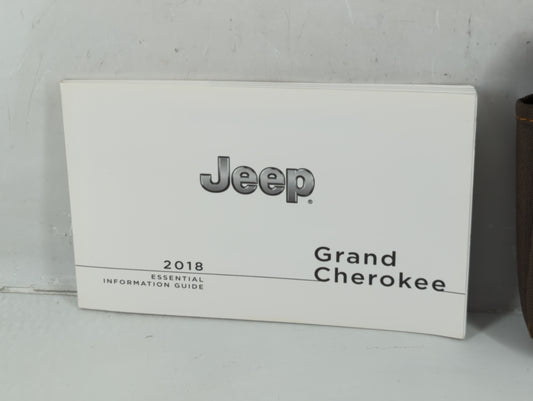 Jeep®
2018
ESSENTIAL
INFORMATION GUIDE
Grand
Cherokee